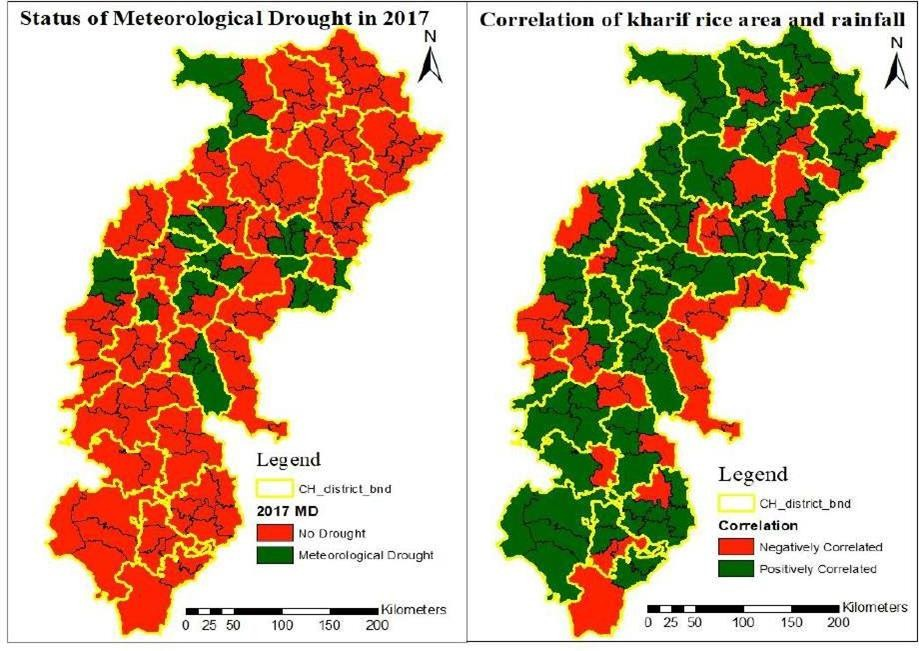 Status of Meteorological Drought in 2017
N
Legend
CH_district_bnd
2017 MD
No Drought
Meteorological Drought
Kilometers
0 25 50 100 150 200
Correlation of kharif rice area and rainfall
N
Legend
CH_district_bnd
Correlation
Negatively Correlated
Positively Correlated
Kilometers
0 25 50 100 150 200